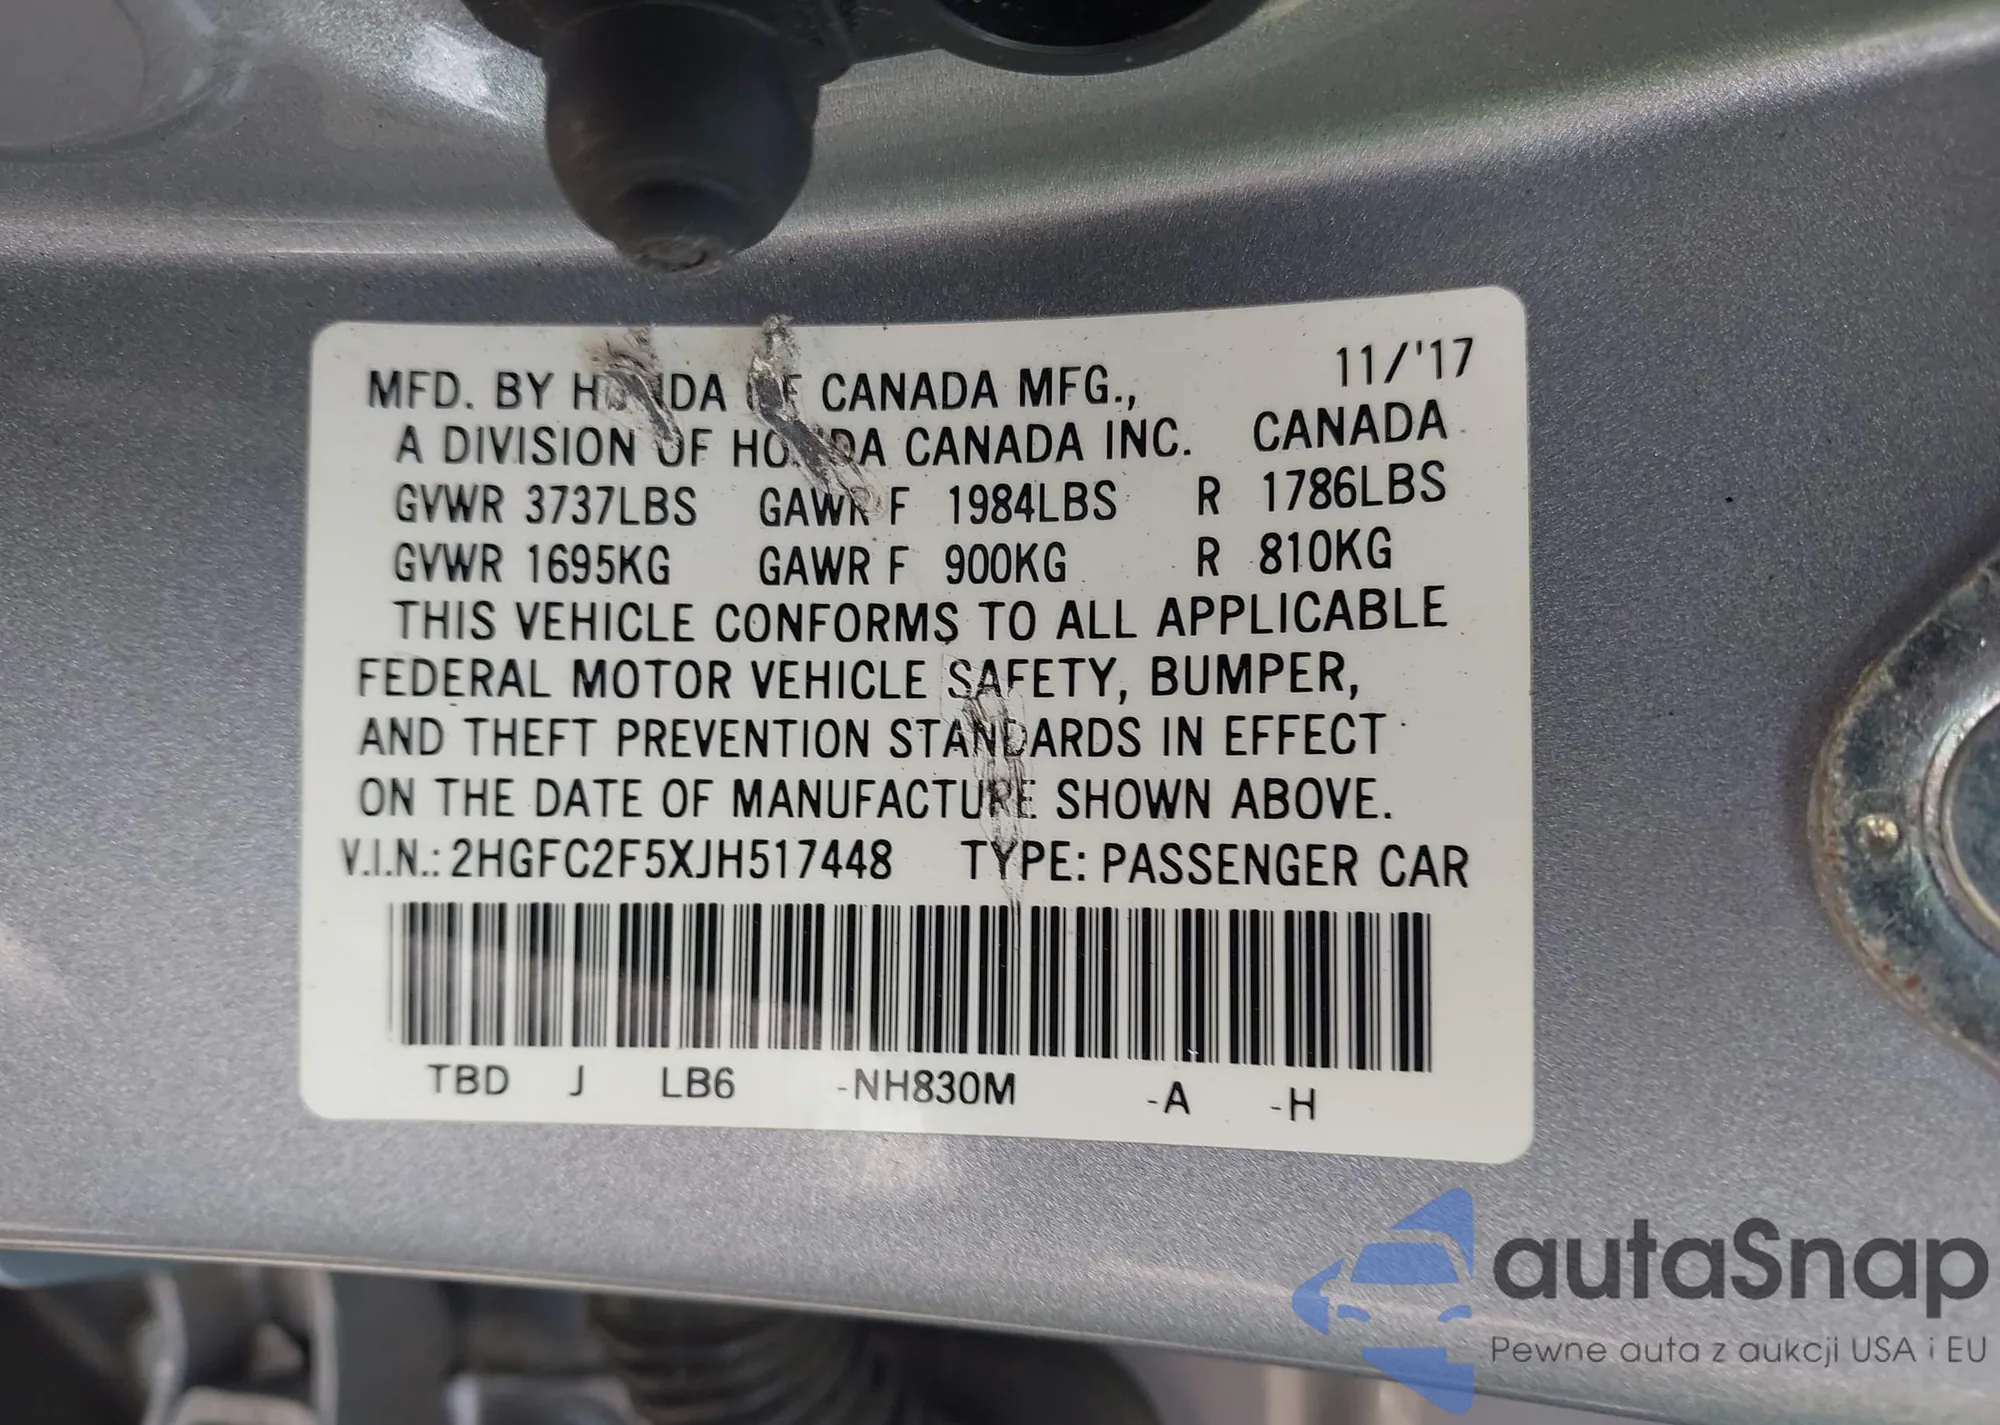 11/'17
MFD. BY HONDA OF CANADA MFG.,
A DIVISION OF HONDA CANADA INC. CANADA
GVWR 3737LBS GAWR F 1984LBS R 1786LBS
GVWR 1695KG GAWR F 900KG R 810KG
THIS VEHICLE CONFORMS TO ALL APPLICABLE
FEDERAL MOTOR VEHICLE SAFETY, BUMPER,
AND THEFT PREVENTION STANDARDS IN EFFECT
ON THE DATE OF MANUFACTURE SHOWN ABOVE.
V.I.N.: 2HGFC2F5XJH517448 TYPE: PASSENGER CAR
TBD J LB6 -NH830M -A -H
autaSnap
Pewne auta z aukcji USA i EU